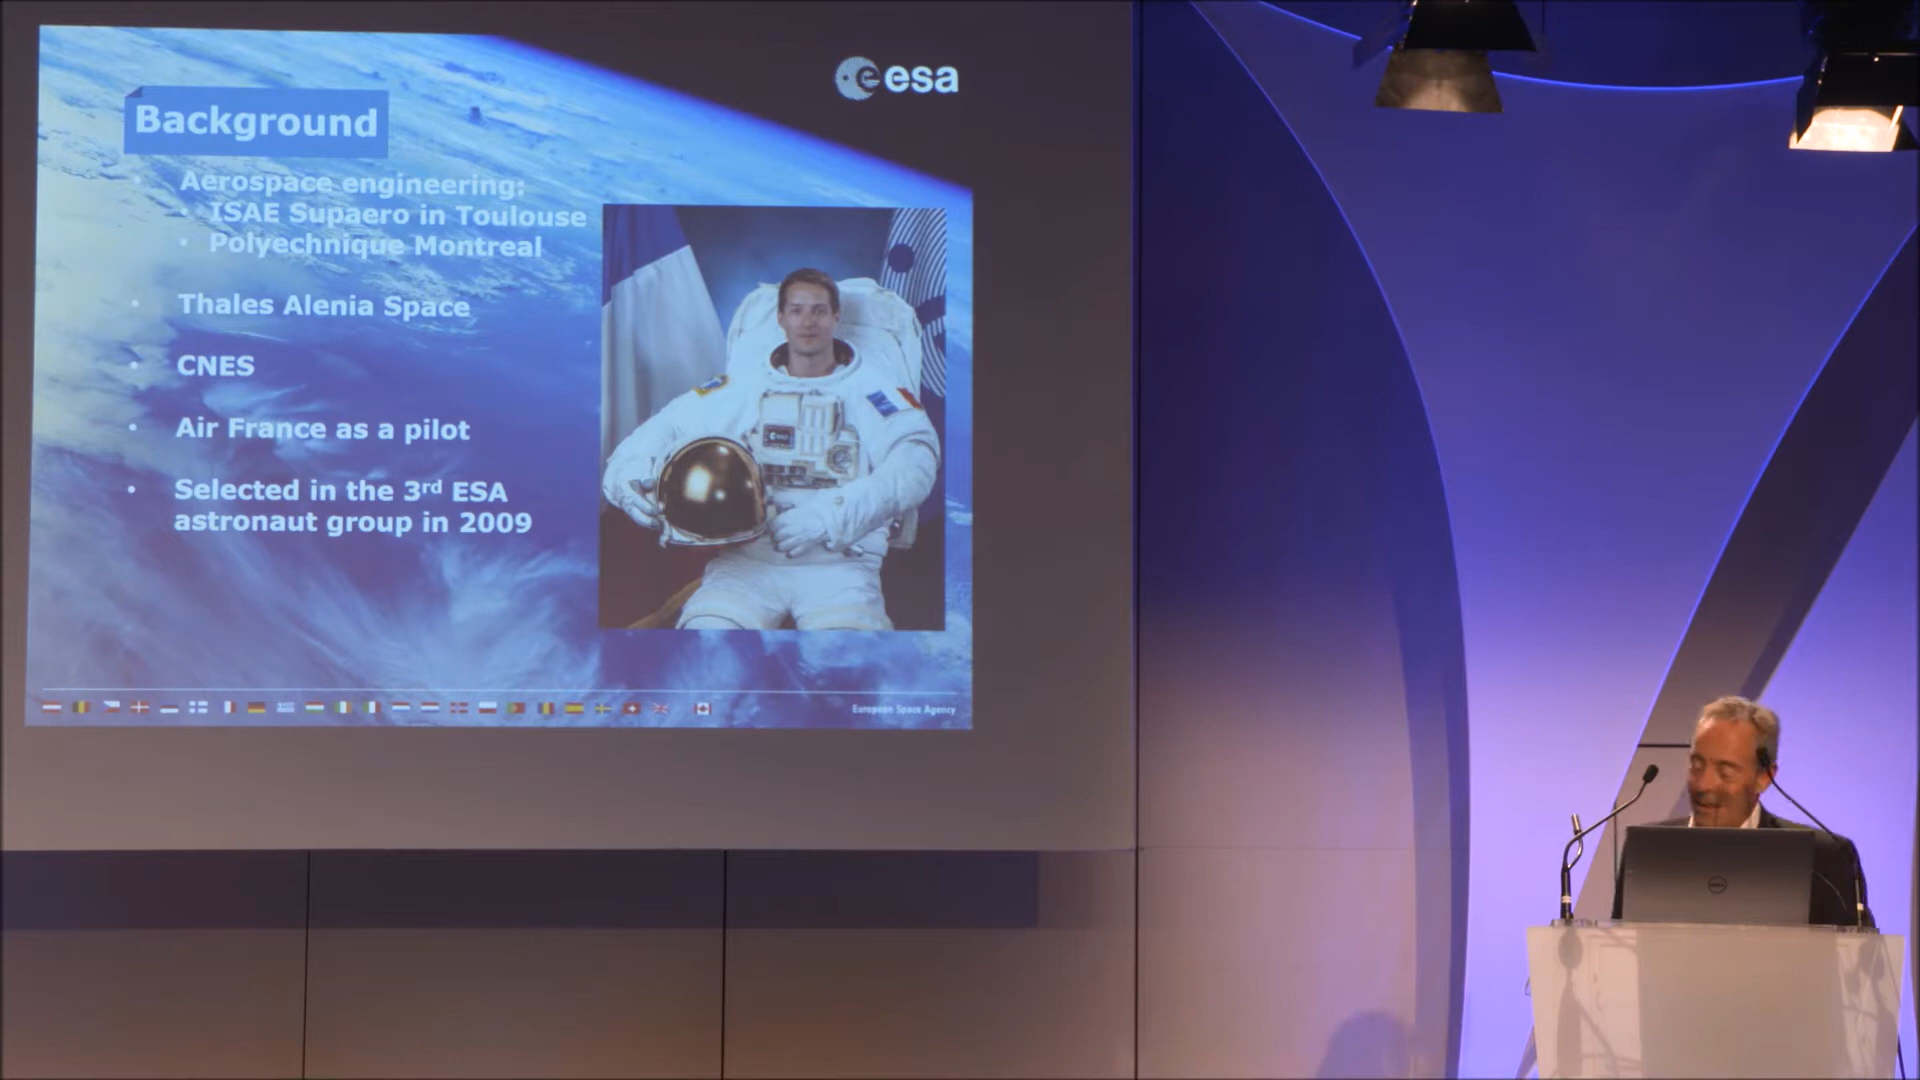 esa
Background
• Aerospace engineering:
• ISAE Supaero in Toulouse
• Polyechnique Montreal
• Thales Alenia Space
• CNES
• Air France as a pilot
• Selected in the 3rd ESA
astronaut group in 2009
European Space Agency
DELL